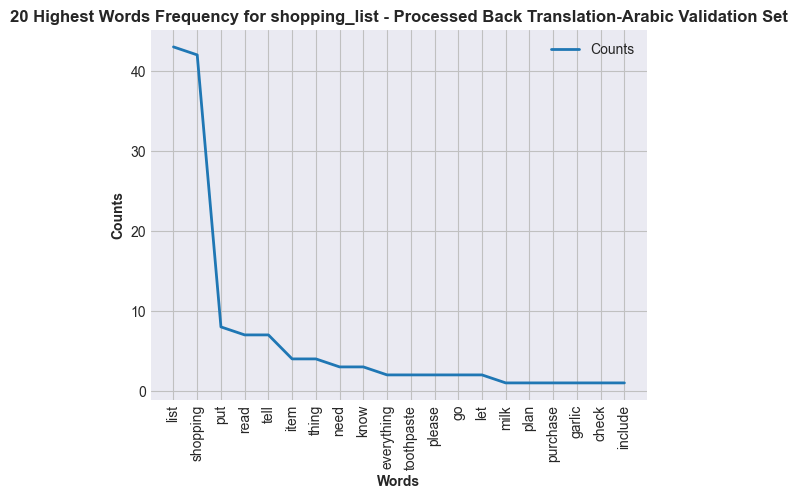 20 Highest Words Frequency for shopping_list - Processed Back Translation-Arabic Validation Set
Counts
40
30
20
10
0
Counts
list
shopping
put
read
tell
item
thing
need
know
everything
toothpaste
please
go
let
milk
plan
purchase
garlic
check
include
Words